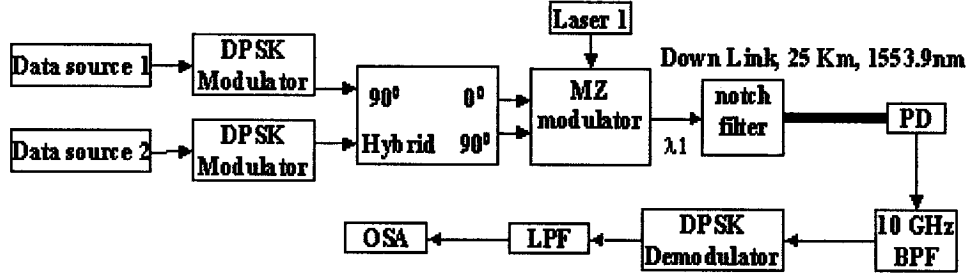 Laser 1
Data source 1
DPSK
Modulator
Down Link, 25 Km, 1553.9nm
90⁰ 0⁰
Hybrid 90⁰
MZ
modulator
λ1
notch
filter
PD
Data source 2
DPSK
Modulator
OSA
LPF
DPSK
Demodulator
10 GHz
BPF